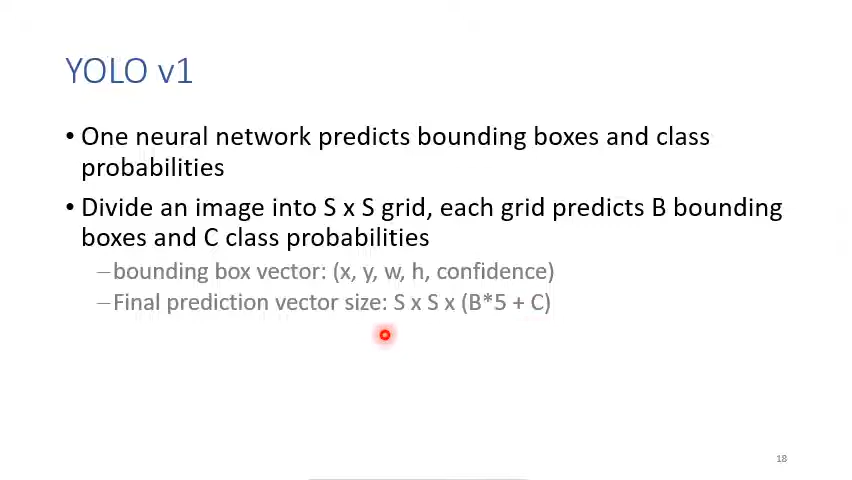 YOLO v1
• One neural network predicts bounding boxes and class
probabilities
• Divide an image into S x S grid, each grid predicts B bounding
boxes and C class probabilities
–bounding box vector: (x, y, w, h, confidence)
–Final prediction vector size: S x S x (B*5 + C)
18